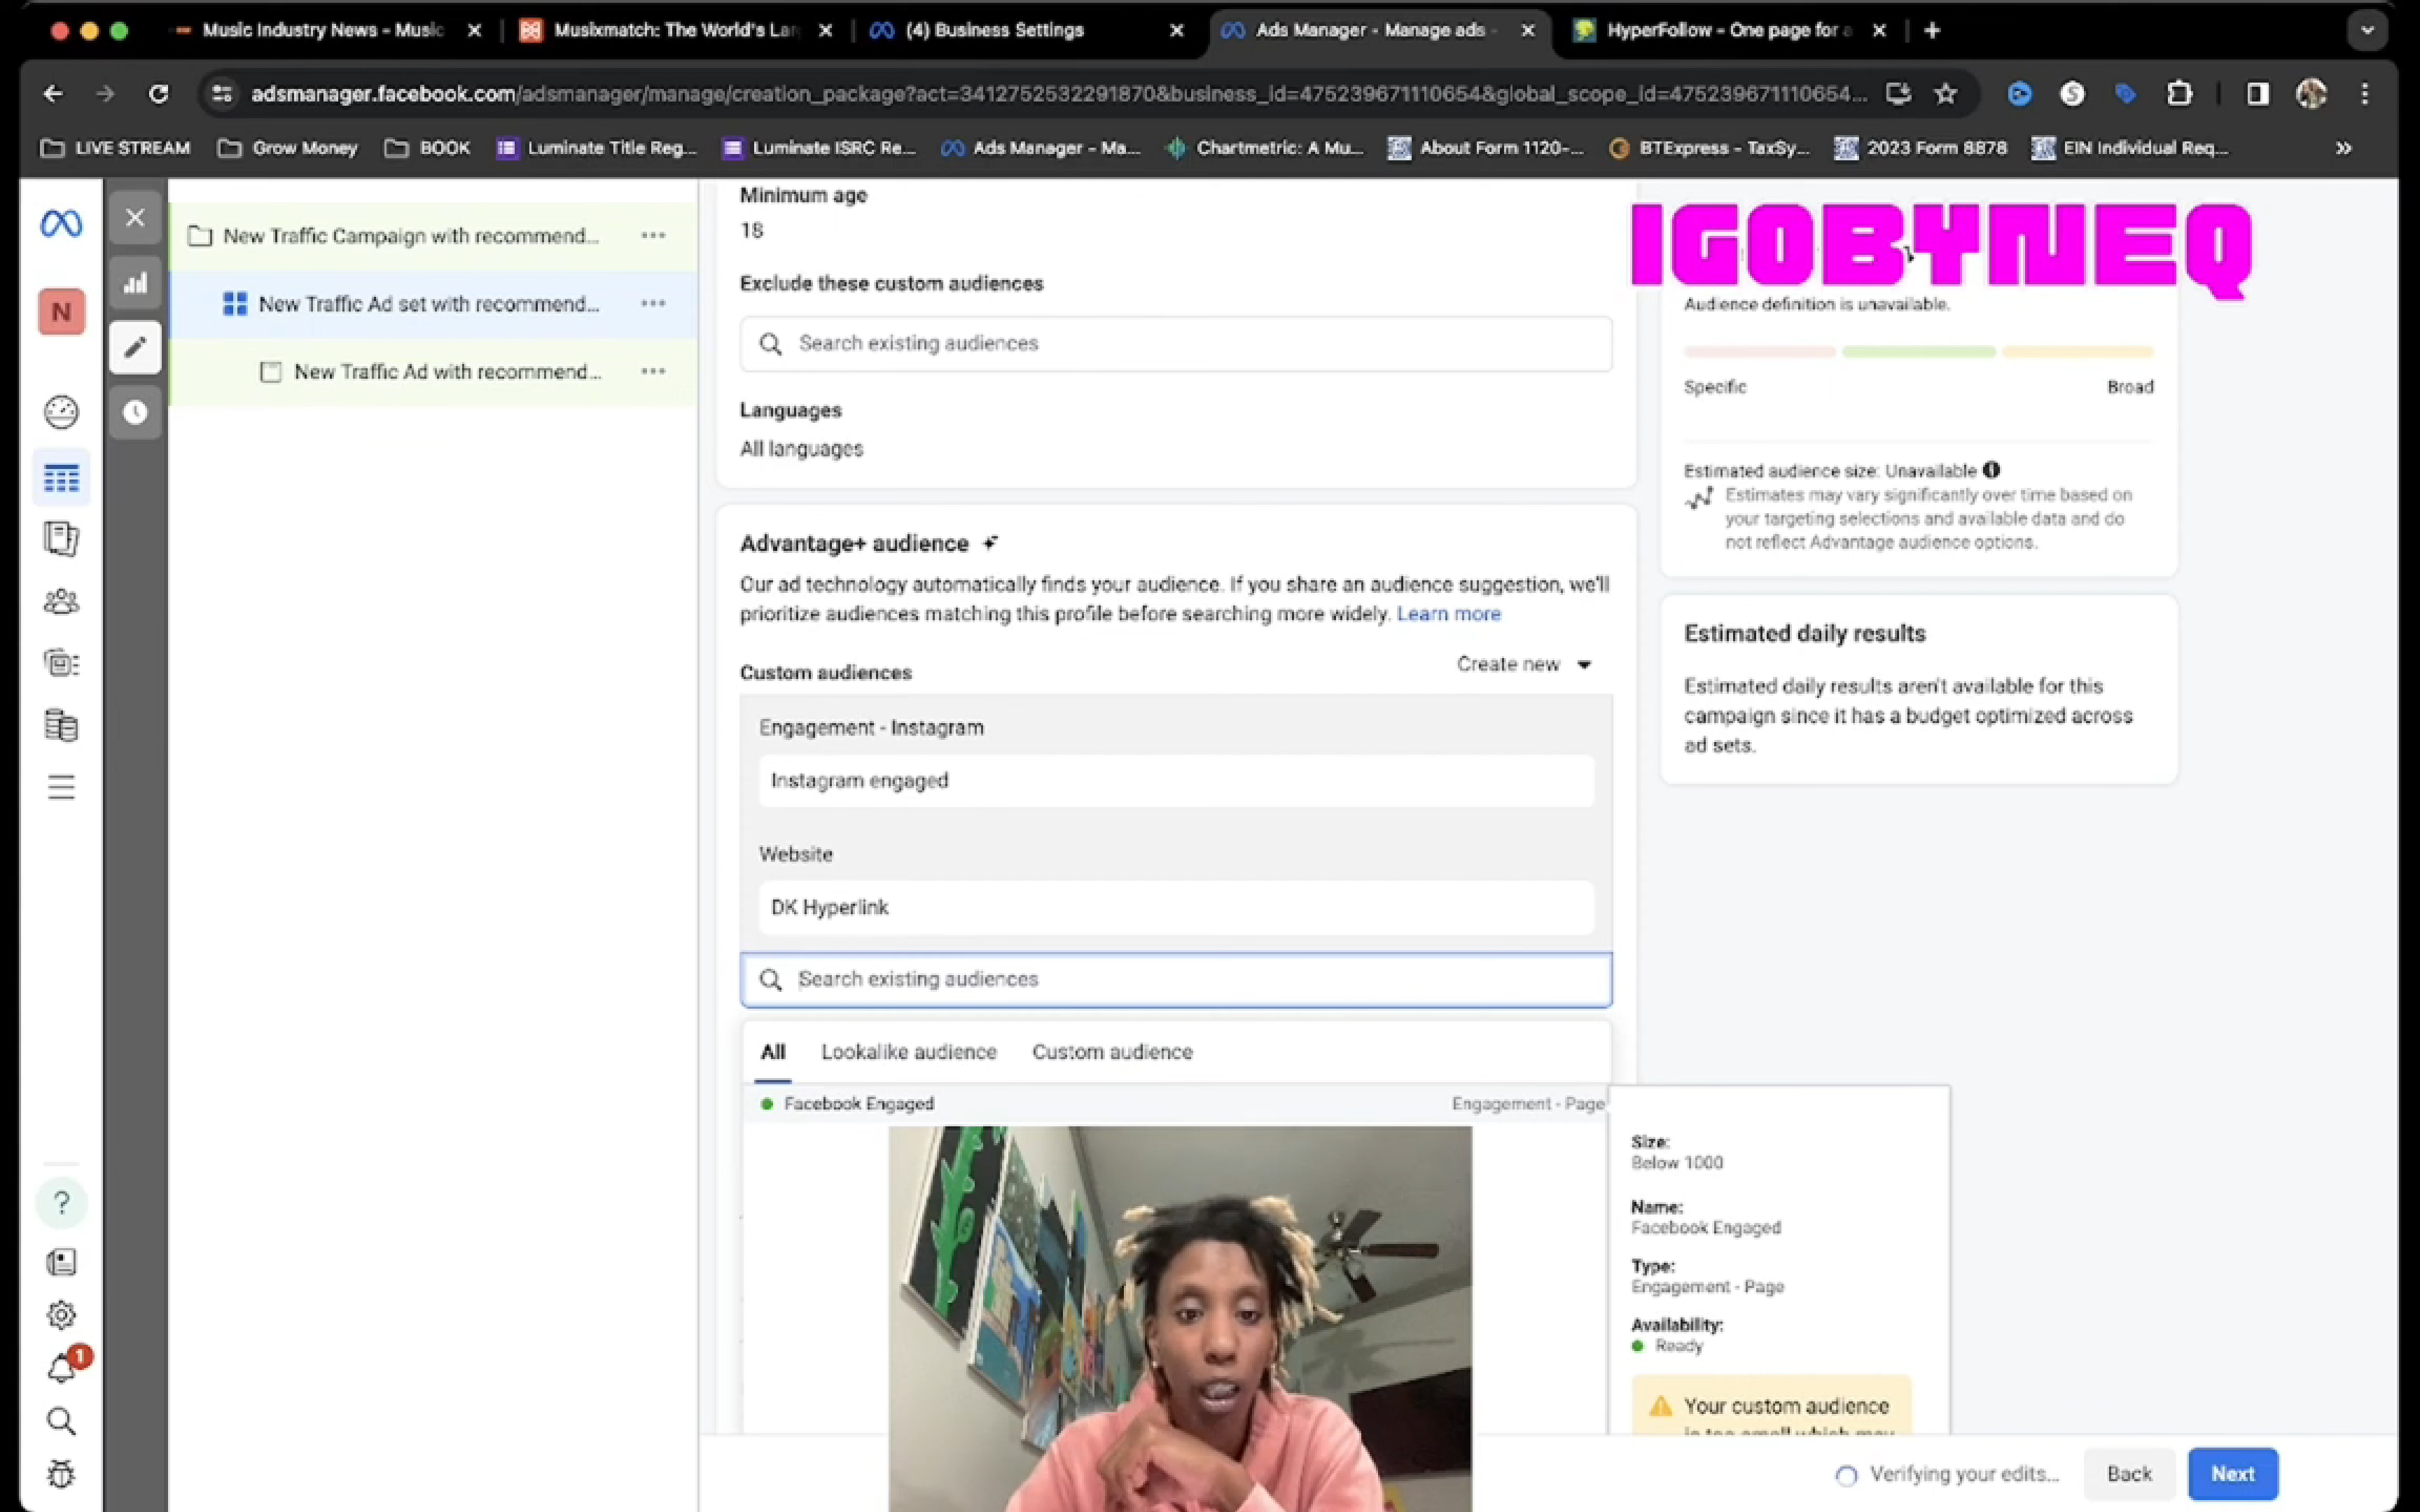 Music Industry News - Music
Musixmatch: The World's Lar
(4) Business Settings
Ads Manager - Manage ads -
HyperFollow - One page for a
adsmanager.facebook.com/adsmanager/manage/creation_package?act=3412752532291870&business_id=475239671110654&global_scope_id=475239671110654...
LIVE STREAM
Grow Money
BOOK
Luminate Title Reg...
Luminate ISRC Re...
Ads Manager - Ma...
Chartmetric: A Mu...
About Form 1120-...
BTExpress - TaxSy...
2023 Form 8878
EIN Individual Req...
N
New Traffic Campaign with recommend...
New Traffic Ad set with recommend...
New Traffic Ad with recommend...
Minimum age
18
Exclude these custom audiences
Search existing audiences
Languages
All languages
Advantage+ audience
Our ad technology automatically finds your audience. If you share an audience suggestion, we'll
prioritize audiences matching this profile before searching more widely. Learn more
Custom audiences
Create new
Engagement - Instagram
Instagram engaged
Website
DK Hyperlink
Search existing audiences
All
Lookalike audience
Custom audience
Facebook Engaged
Engagement - Page
IGOBYNEQ
Audience definition is unavailable.
Specific
Broad
Estimated audience size: Unavailable
Estimates may vary significantly over time based on
your targeting selections and available data and do
not reflect Advantage audience options.
Estimated daily results
Estimated daily results aren't available for this
campaign since it has a budget optimized across
ad sets.
Size:
Below 1000
Name:
Facebook Engaged
Type:
Engagement - Page
Availability:
Ready
Your custom audience
is too small which may
1
Verifying your edits...
Back
Next